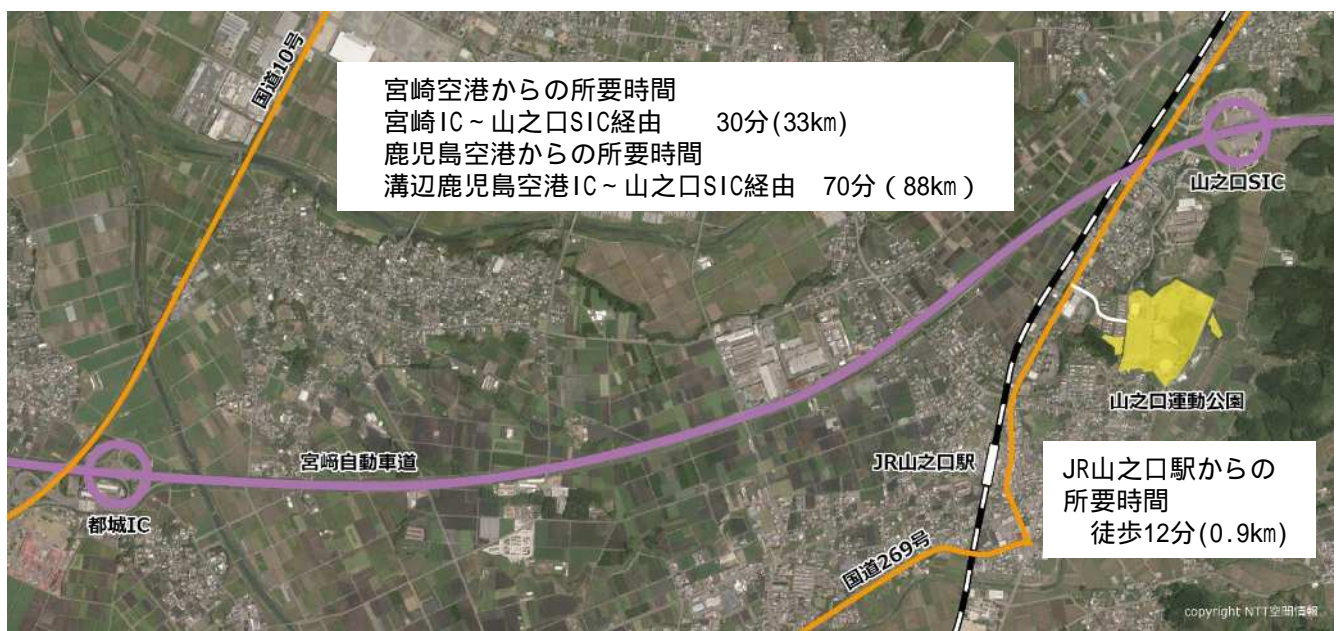 国道10号
宮崎空港からの所要時間
宮崎IC~山之口SIC経由　　30分(33km)
鹿児島空港からの所要時間
溝辺鹿児島空港IC~山之口SIC経由　70分（88km）
山之口SIC
山之口運動公園
宮﨑自動車道
JR山之口駅
都城IC
JR山之口駅からの
所要時間
徒歩12分(0.9km)
国道269号
copyright NTT空間情報